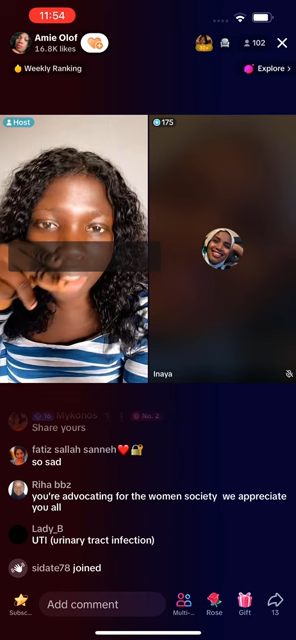 11:54
Amie Olof
16.8K likes
102
Weekly Ranking
Explore >
Host
175
Inaya
16 Mykonos No. 2
Share yours
fatiz sallah sanneh❤️🔐
so sad
Riha bbz
you're advocating for the women society we appreciate
you all
Lady_B
UTI (urinary tract infection)
sidate78 joined
Subsc...
Add comment
Multi-...
Rose
Gift
13